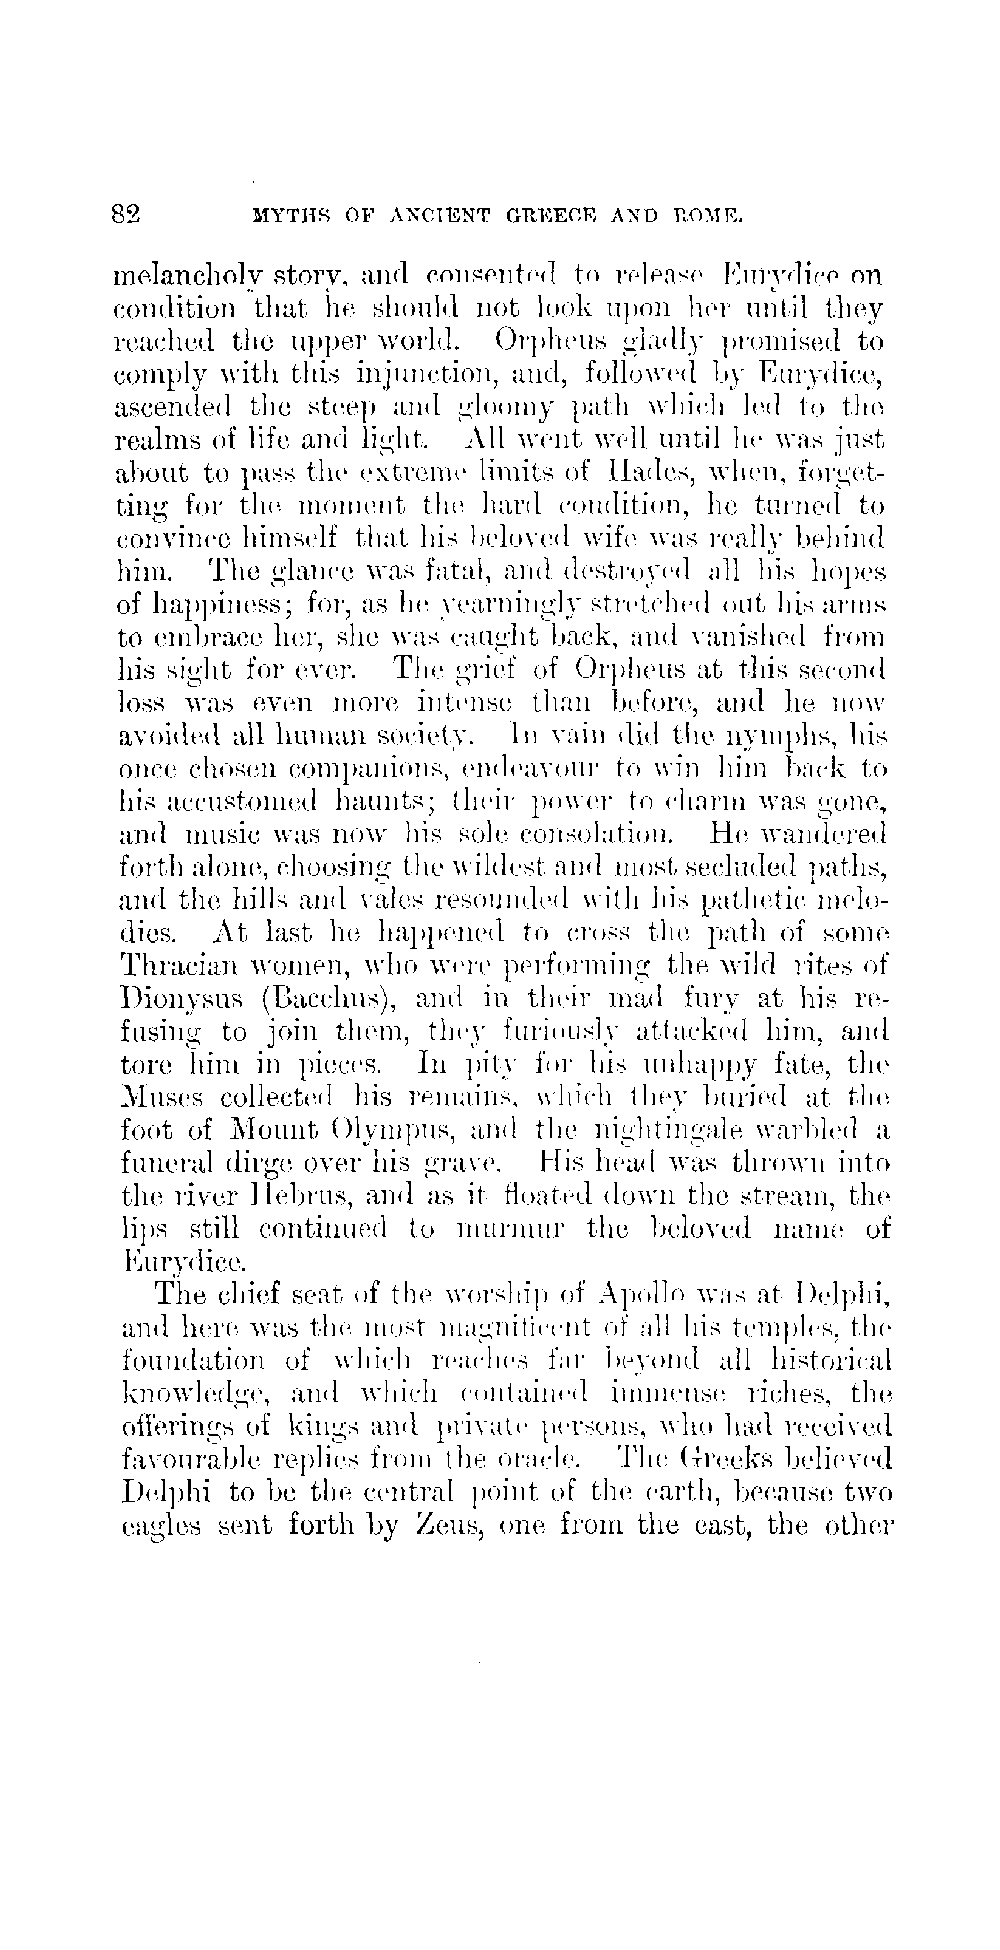 82 MYTHS OF ANCIENT GREECE AND ROME.
melancholy story, and consented to release Eurydice on
condition that he should not look upon her until they
reached the upper world. Orpheus gladly promised to
comply with this injunction, and, followed by Eurydice,
ascended the steep and gloomy path which led to the
realms of life and light. All went well until he was just
about to pass the extreme limits of Hades, when, forget-
ting for the moment the hard condition, he turned to
convince himself that his beloved wife was really behind
him. The glance was fatal, and destroyed all his hopes
of happiness; for, as he yearningly stretched out his arms
to embrace her, she was caught back, and vanished from
his sight for ever. The grief of Orpheus at this second
loss was even more intense than before, and he now
avoided all human society. In vain did the nymphs, his
once chosen companions, endeavour to win him back to
his accustomed haunts; their power to charm was gone,
and music was now his sole consolation. He wandered
forth alone, choosing the wildest and most secluded paths,
and the hills and vales resounded with his pathetic melo-
dies. At last he happened to cross the path of some
Thracian women, who were performing the wild rites of
Dionysus (Bacchus), and in their mad fury at his re-
fusing to join them, they furiously attacked him, and
tore him in pieces. In pity for his unhappy fate, the
Muses collected his remains, which they buried at the
foot of Mount Olympus, and the nightingale warbled a
funeral dirge over his grave. His head was thrown into
the river Hebrus, and as it floated down the stream, the
lips still continued to murmur the beloved name of
Eurydice.
The chief seat of the worship of Apollo was at Delphi,
and here was the most magnificent of all his temples, the
foundation of which reaches far beyond all historical
knowledge, and which contained immense riches, the
offerings of kings and private persons, who had received
favourable replies from the oracle. The Greeks believed
Delphi to be the central point of the earth, because two
eagles sent forth by Zeus, one from the east, the other